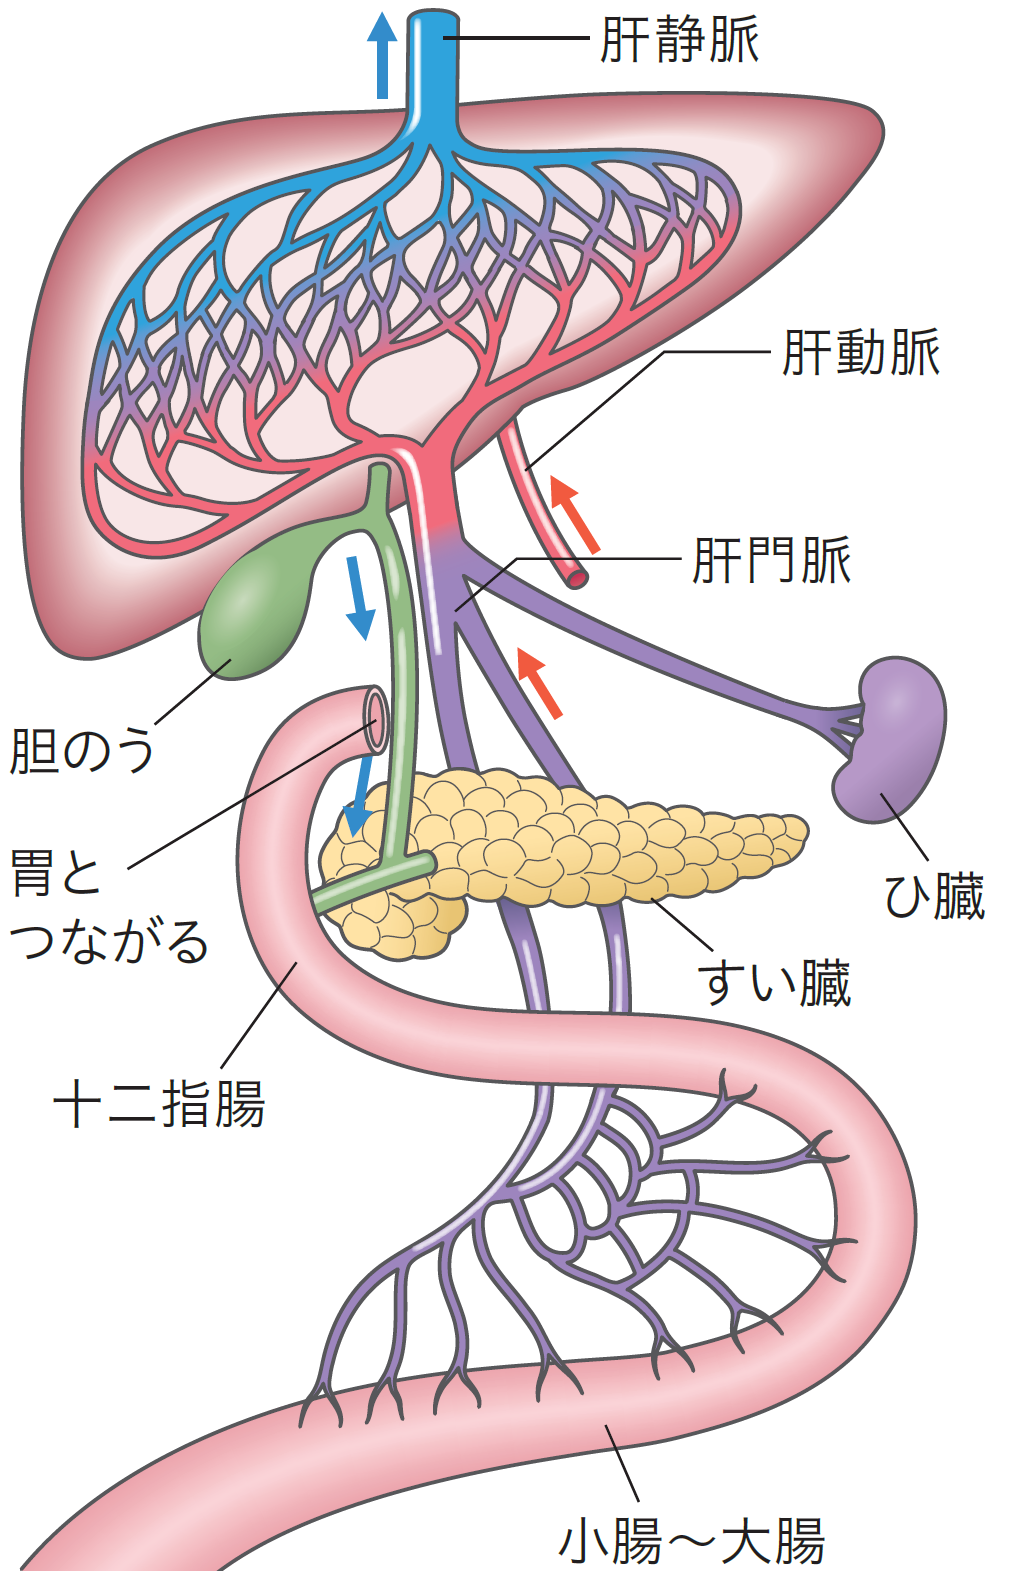 肝静脈
肝動脈
肝門脈
胆のう
胃と
つながる
ひ臓
すい臓
十二指腸
小腸～大腸